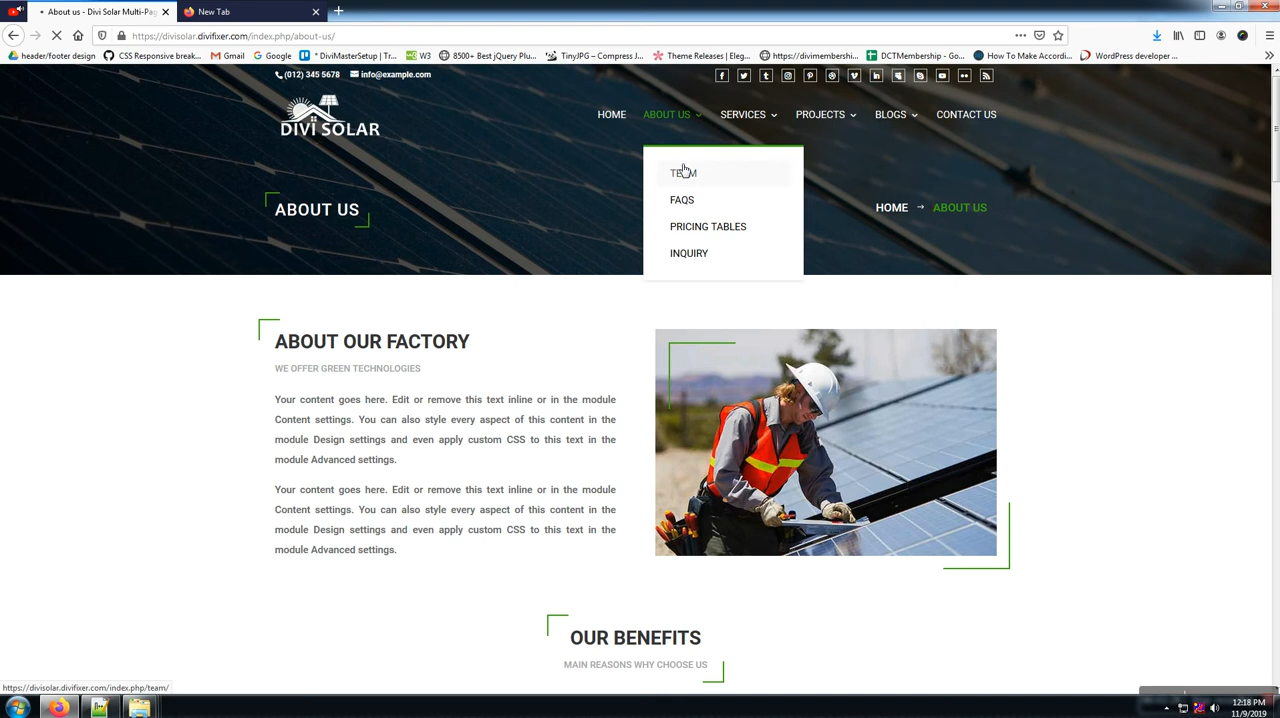 About us - Divi Solar Multi-Pag
New Tab
https://divisolar.divifixer.com/index.php/about-us/
header/footer design
CSS Responsive break...
Gmail
Google
* DiviMasterSetup | Tr...
W3
8500+ Best jQuery Plu...
TinyJPG – Compress J...
Theme Releases | Eleg...
https://divimembershi...
DCTMembership - Go...
How To Make Accordi...
WordPress developer ...
(012) 345 5678 info@example.com
DIVI SOLAR
HOME ABOUT US SERVICES PROJECTS BLOGS CONTACT US
TEAM
FAQS
PRICING TABLES
INQUIRY
ABOUT US
HOME → ABOUT US
ABOUT OUR FACTORY
WE OFFER GREEN TECHNOLOGIES
Your content goes here. Edit or remove this text inline or in the module
Content settings. You can also style every aspect of this content in the
module Design settings and even apply custom CSS to this text in the
module Advanced settings.
Your content goes here. Edit or remove this text inline or in the module
Content settings. You can also style every aspect of this content in the
module Design settings and even apply custom CSS to this text in the
module Advanced settings.
OUR BENEFITS
MAIN REASONS WHY CHOOSE US
https://divisolar.divifixer.com/index.php/team/
12:18 PM
11/9/2019